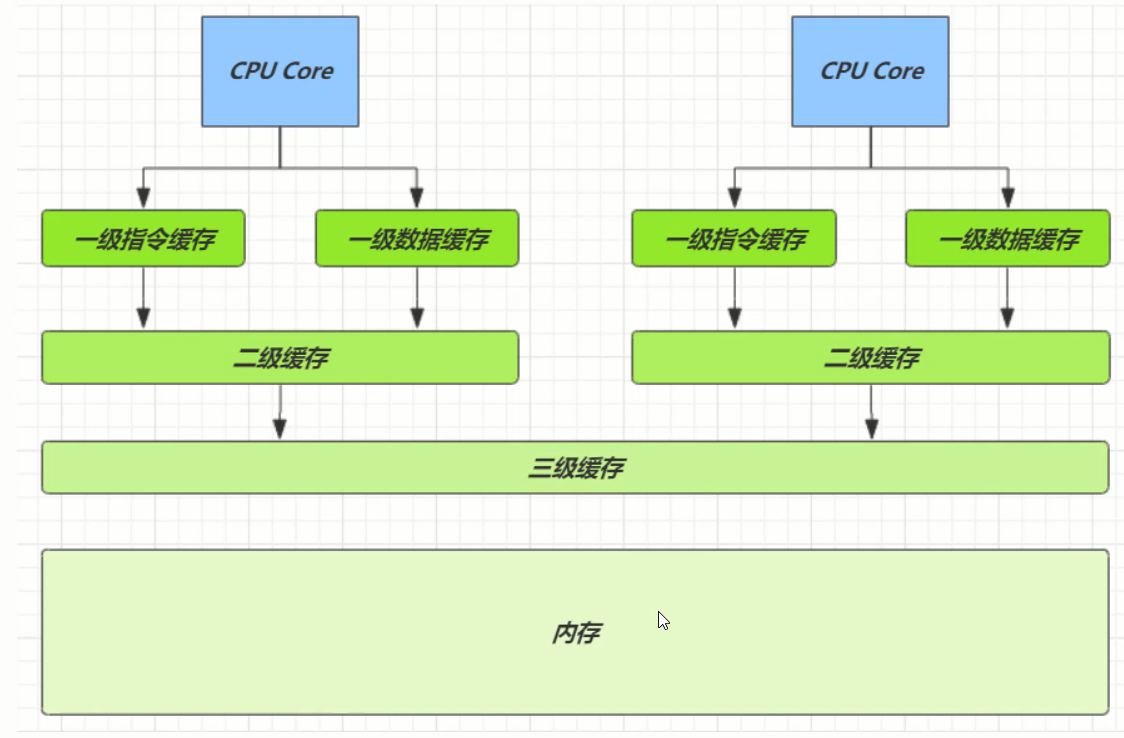 CPU Core
CPU Core
一级指令缓存
一级数据缓存
一级指令缓存
一级数据缓存
二级缓存
二级缓存
三级缓存
内存